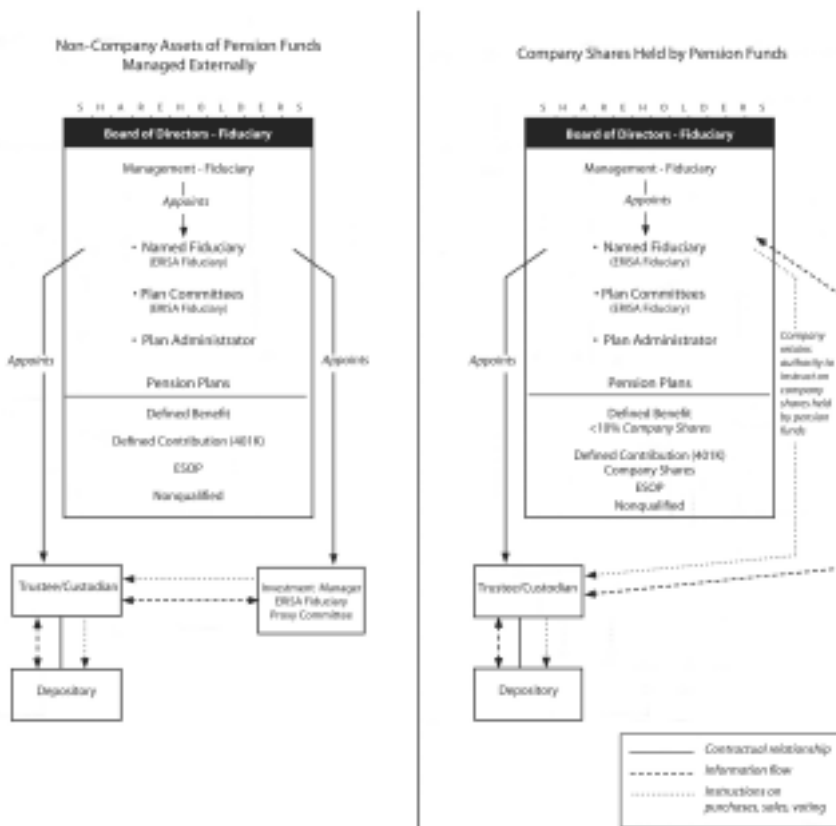 Non-Company Assets of Pension Funds
Managed Externally
SHAREHOLDERS
Board of Directors - Fiduciary
Management - Fiduciary
Appoints
• Named Fiduciary
(ERISA Fiduciary)
• Plan Committees
(ERISA Fiduciary)
• Plan Administrator
Appoints
Appoints
Pension Plans
Defined Benefit
Defined Contribution (401K)
ESOP
Nonqualified
Trustee/Custodian
Investment Manager
ERISA Fiduciary
Proxy Committee
Depository
Company Shares Held by Pension Funds
SHAREHOLDERS
Board of Directors - Fiduciary
Management - Fiduciary
Appoints
• Named Fiduciary
(ERISA Fiduciary)
• Plan Committees
(ERISA Fiduciary)
• Plan Administrator
Appoints
Company
retains
authority to
instruct on
company
shares held
by pension
funds
Pension Plans
Defined Benefit
<10% Company Shares
Defined Contribution (401K)
Company Shares
ESOP
Nonqualified
Trustee/Custodian
Depository
Contractual relationship
Information flow
Instructions on
purchases, sales, voting